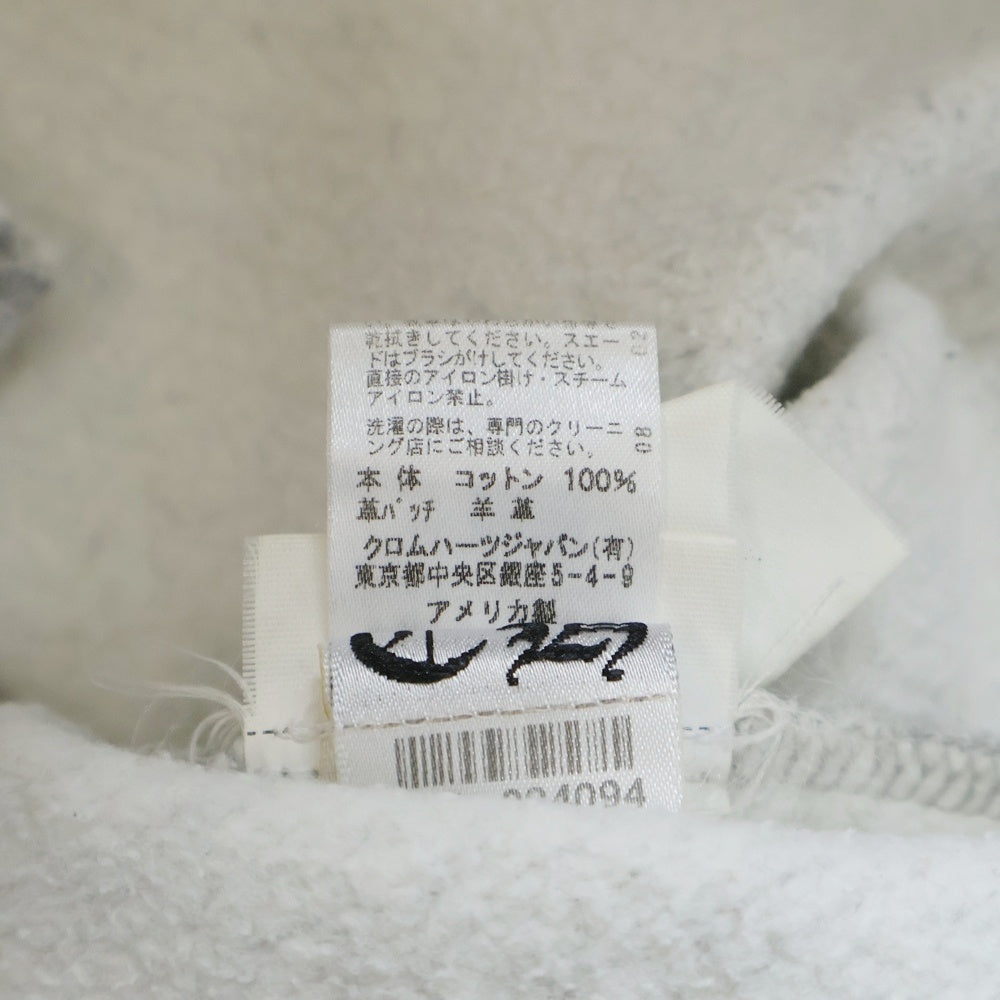 乾拭きしてください。スエー
ドはブラシがけしてください。
直接のアイロン掛け・スチーム
アイロン禁止。
洗濯の際は、専門のクリーニ
ング店にご相談ください。
本体 コットン 100%
革パッチ 羊革
クロムハーツジャパン(有)
東京都中央区銀座5-4-9
アメリカ製
4094
02
08